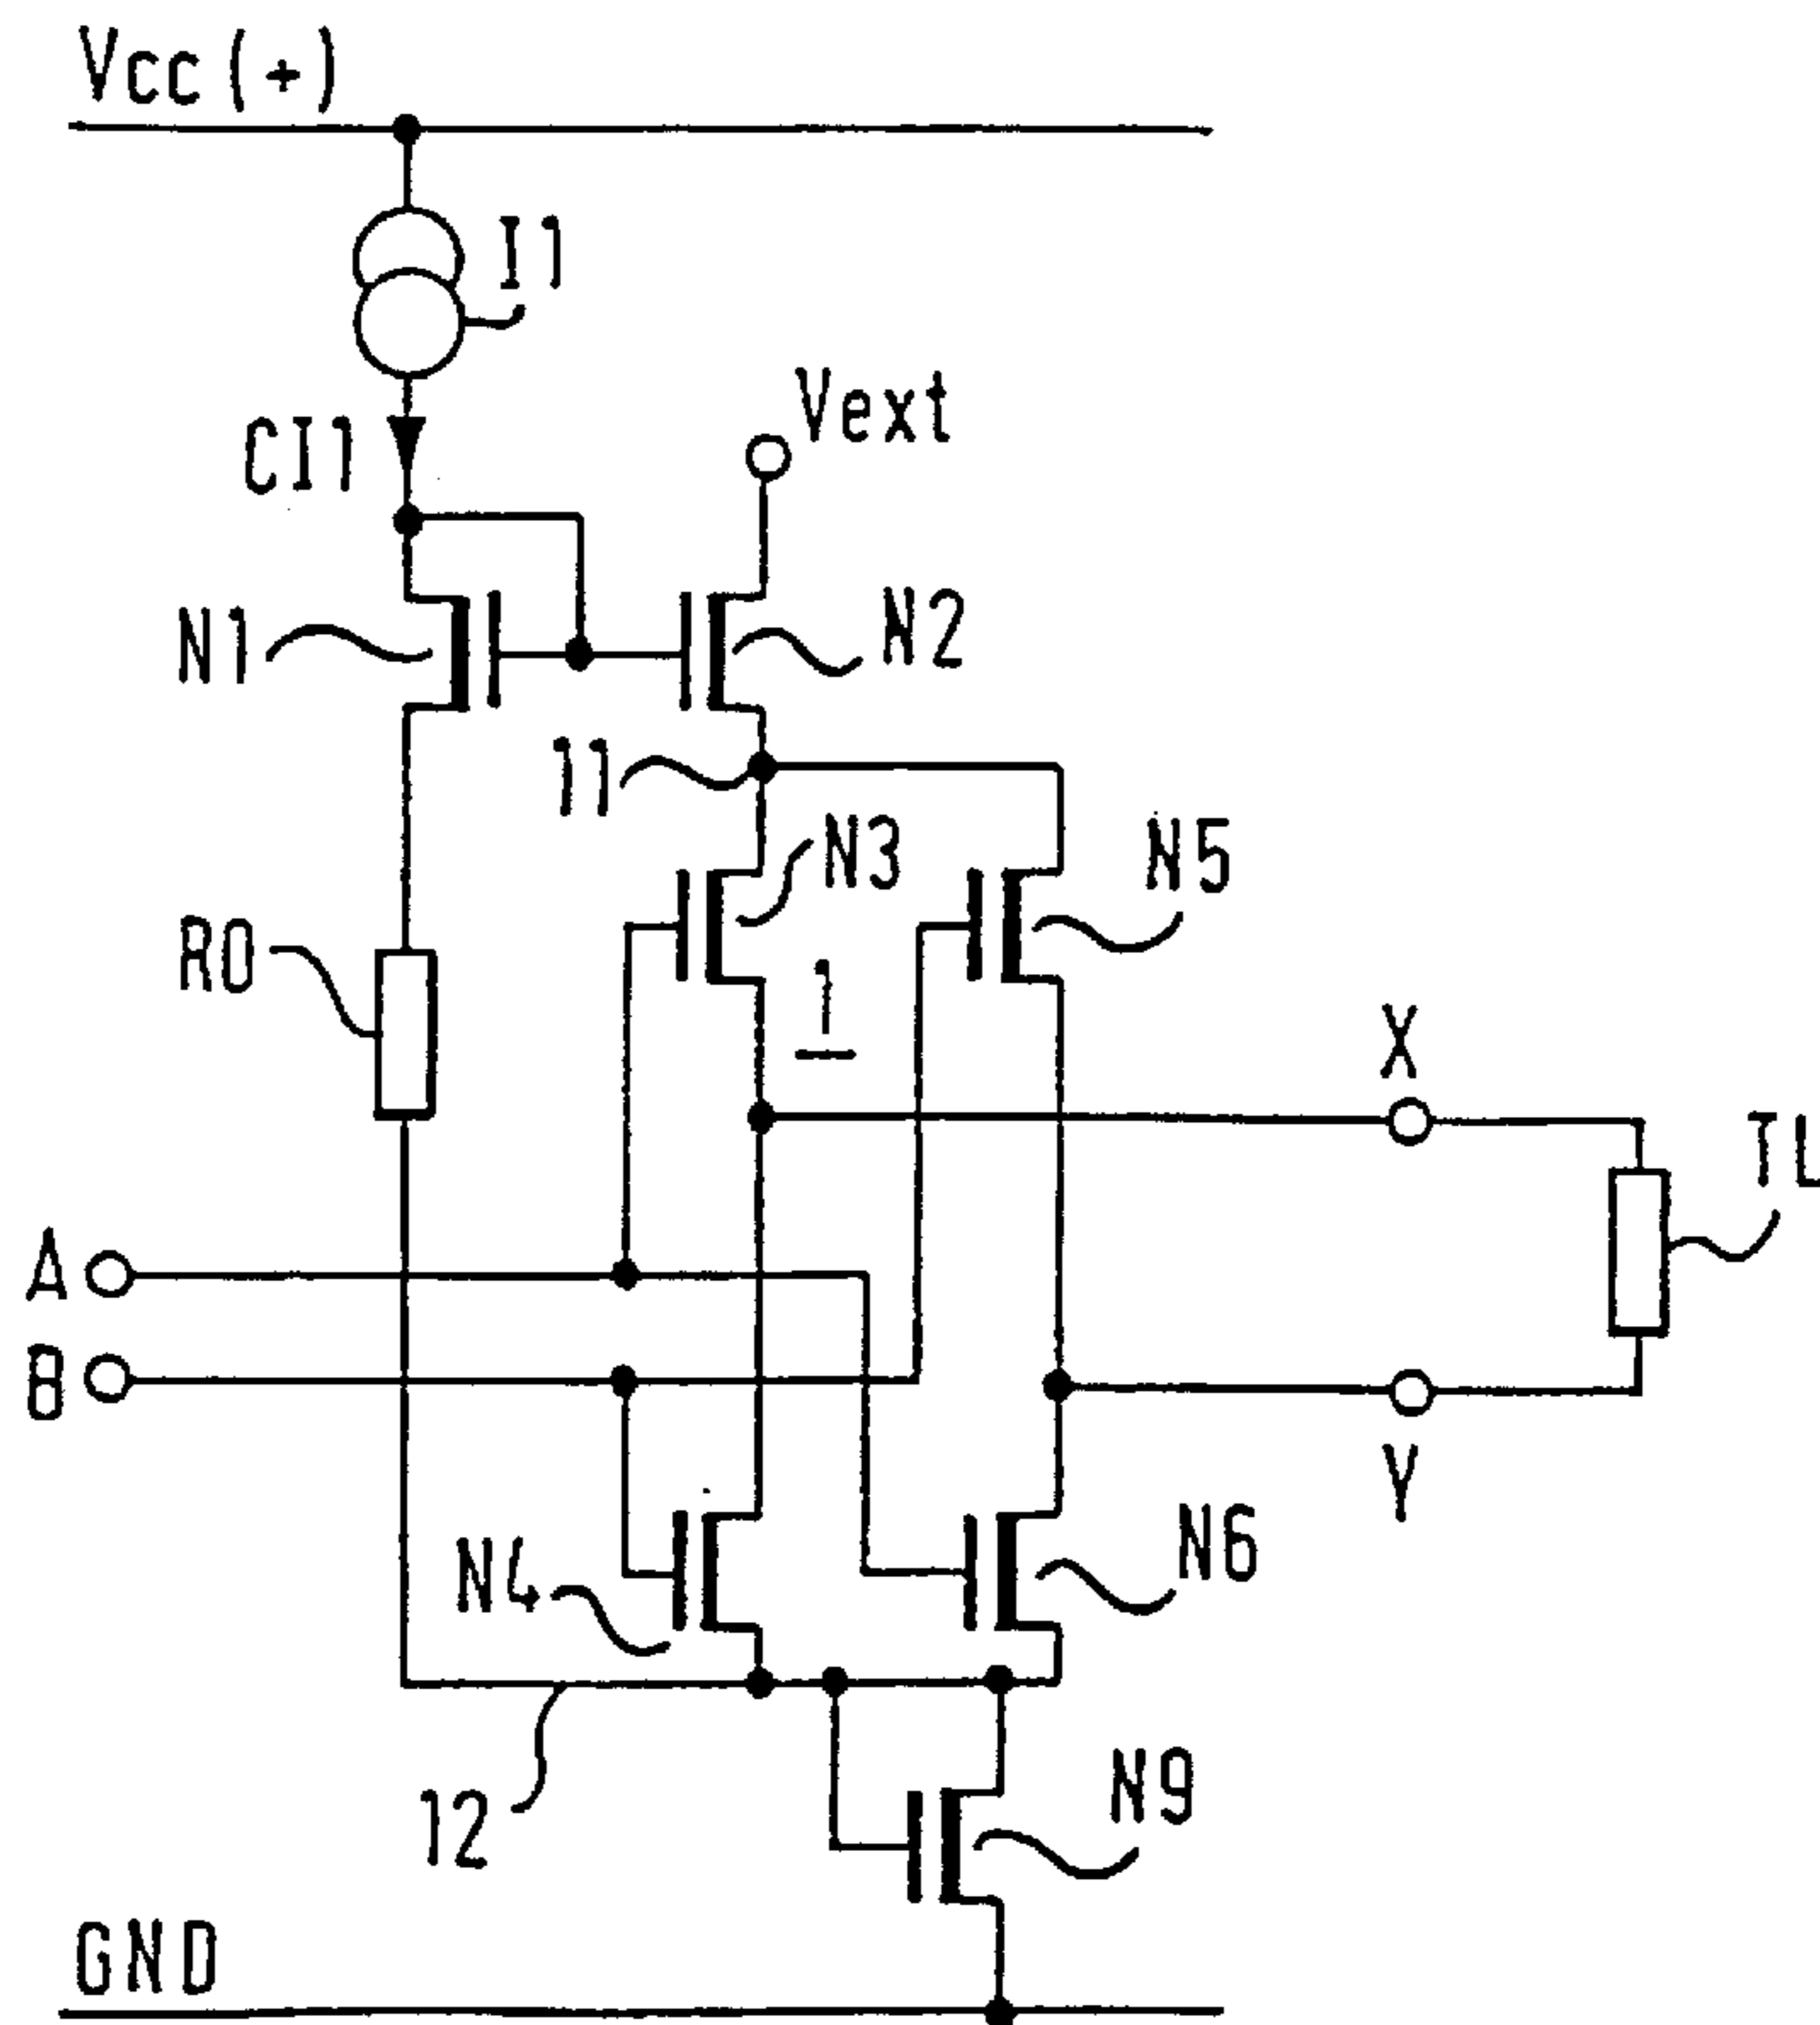 Vcc (+)
I1
CI1
Vext
N1
N2
11
N3
N5
R0
1
X
TL
A
B
Y
N4
N6
12
N9
GND